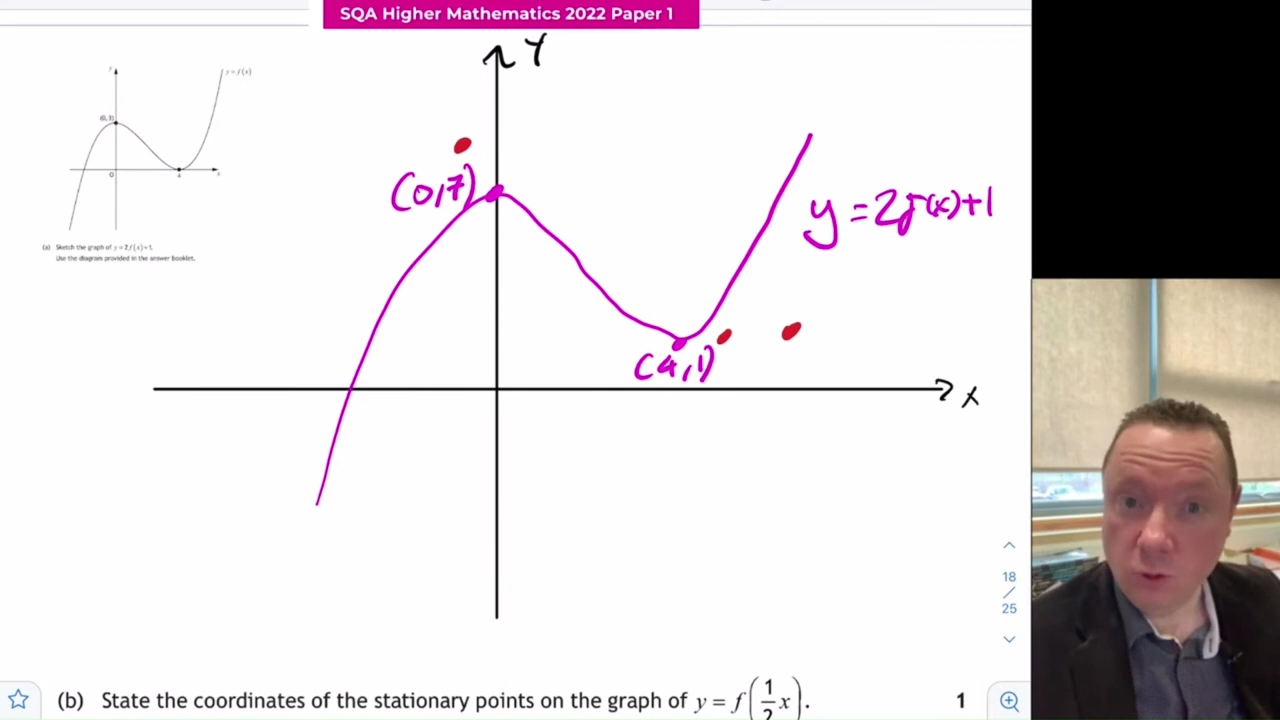 SQA Higher Mathematics 2022 Paper 1
Y
y
y = f(x)
(0, 3)
O
4
x
(0,7)
y = 2f(x)+1
(a) Sketch the graph of y = 2f(x)+1.
Use the diagram provided in the answer booklet.
(4,1)
X
18
/
25
(b) State the coordinates of the stationary points on the graph of y = f(1/2 x). 1